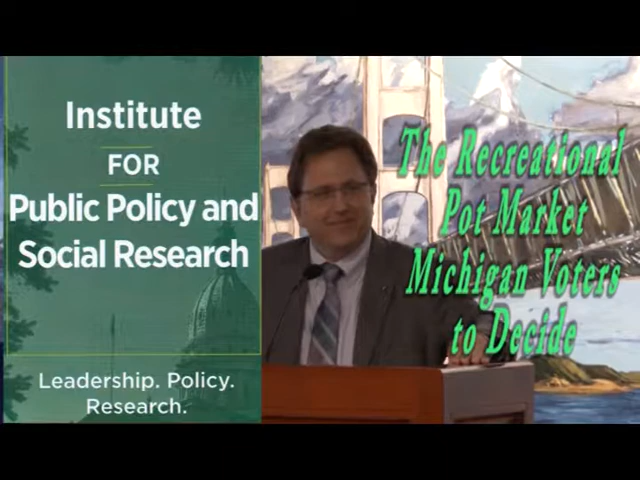 Institute
FOR
Public Policy and
Social Research
Leadership. Policy.
Research.
The Recreational
Pot Market
Michigan Voters
to Decide